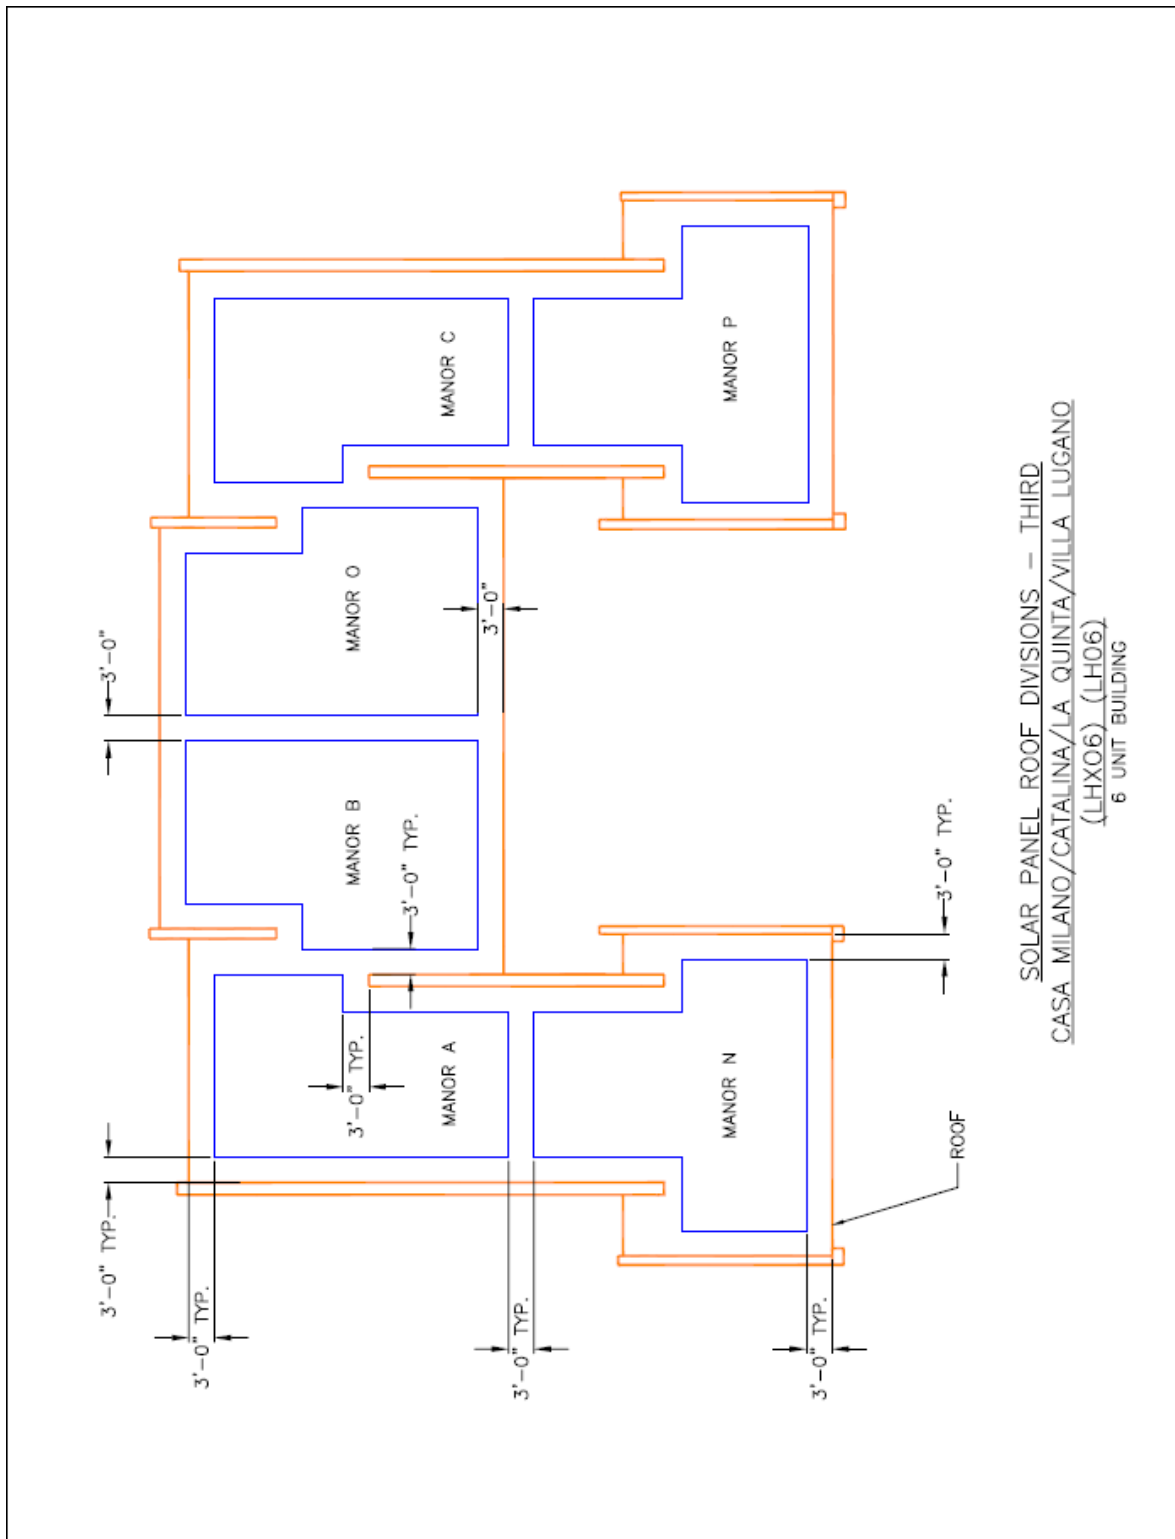 3'-0" TYP.
3'-0" TYP.
3'-0" TYP.
3'-0" TYP.
3'-0" TYP.
3'-0" TYP.
3'-0" TYP.
3'-0"
3'-0"
MANOR A
MANOR B
MANOR O
MANOR C
MANOR N
MANOR P
ROOF
SOLAR PANEL ROOF DIVISIONS – THIRD
CASA MILANO/CATALINA/LA QUINTA/VILLA LUGANO
(LHX06) (LH06)
6 UNIT BUILDING